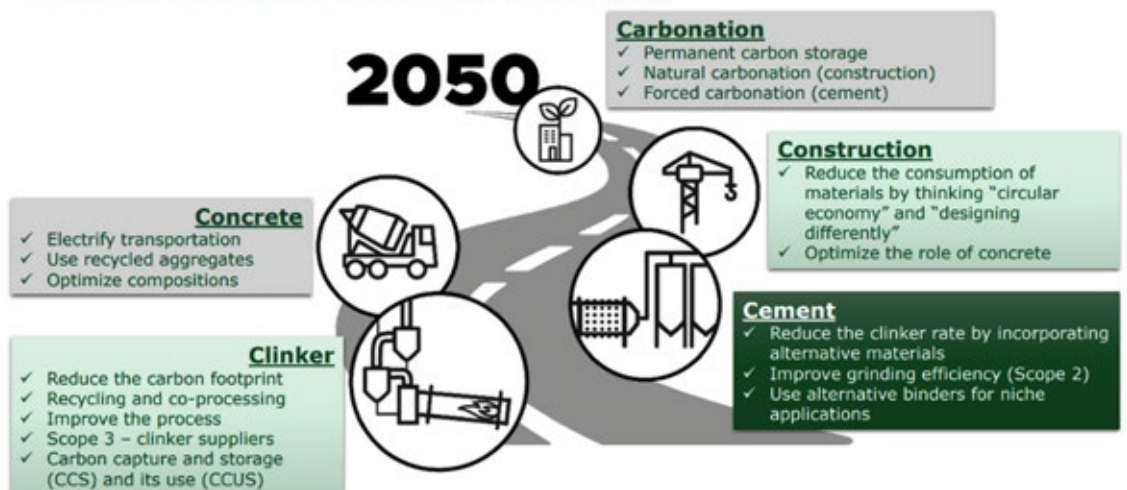 2050
Carbonation
✓ Permanent carbon storage
✓ Natural carbonation (construction)
✓ Forced carbonation (cement)
Construction
✓ Reduce the consumption of
materials by thinking “circular
economy” and “designing
differently”
✓ Optimize the role of concrete
Concrete
✓ Electrify transportation
✓ Use recycled aggregates
✓ Optimize compositions
Cement
✓ Reduce the clinker rate by incorporating
alternative materials
✓ Improve grinding efficiency (Scope 2)
✓ Use alternative binders for niche
applications
Clinker
✓ Reduce the carbon footprint
✓ Recycling and co-processing
✓ Improve the process
✓ Scope 3 – clinker suppliers
✓ Carbon capture and storage
(CCS) and its use (CCUS)